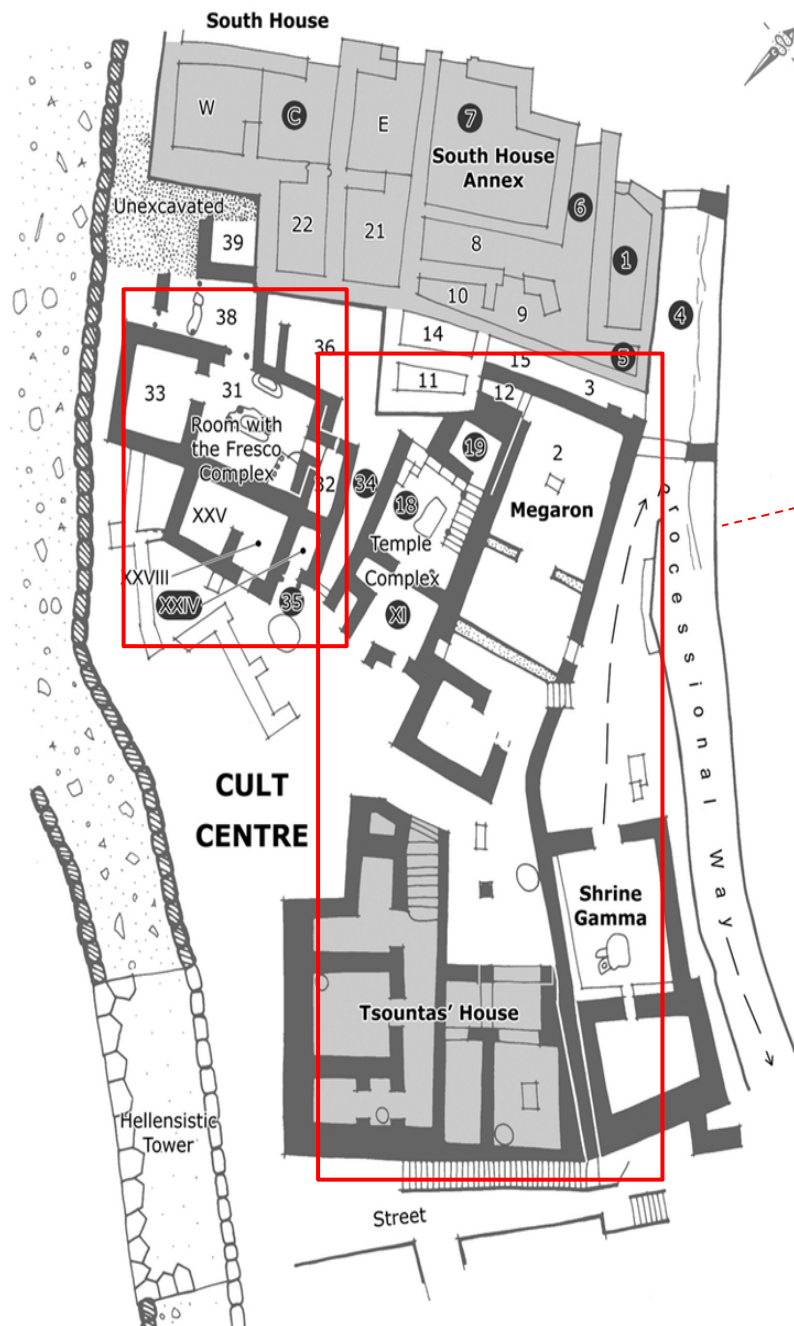 South House
W
C
E
7
South House
Annex
Unexcavated
22
21
6
39
8
1
10
9
4
38
36
14
15
5
33
31
11
12
3
Room with
the Fresco
Complex
32
34
19
2
18
Megaron
XXV
Temple
Complex
XXVIII
XXIV
35
XI
Processional Way
CULT
CENTRE
Shrine
Gamma
Tsountas’ House
Hellensistic
Tower
Street